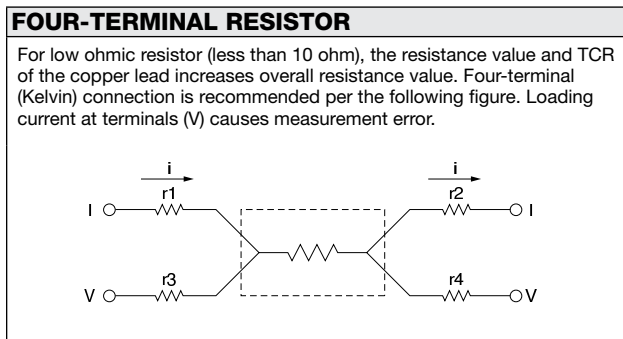 FOUR-TERMINAL RESISTOR
For low ohmic resistor (less than 10 ohm), the resistance value and TCR
of the copper lead increases overall resistance value. Four-terminal
(Kelvin) connection is recommended per the following figure. Loading
current at terminals (V) causes measurement error.
i i
r1 r2
I I
r3 r4
V V